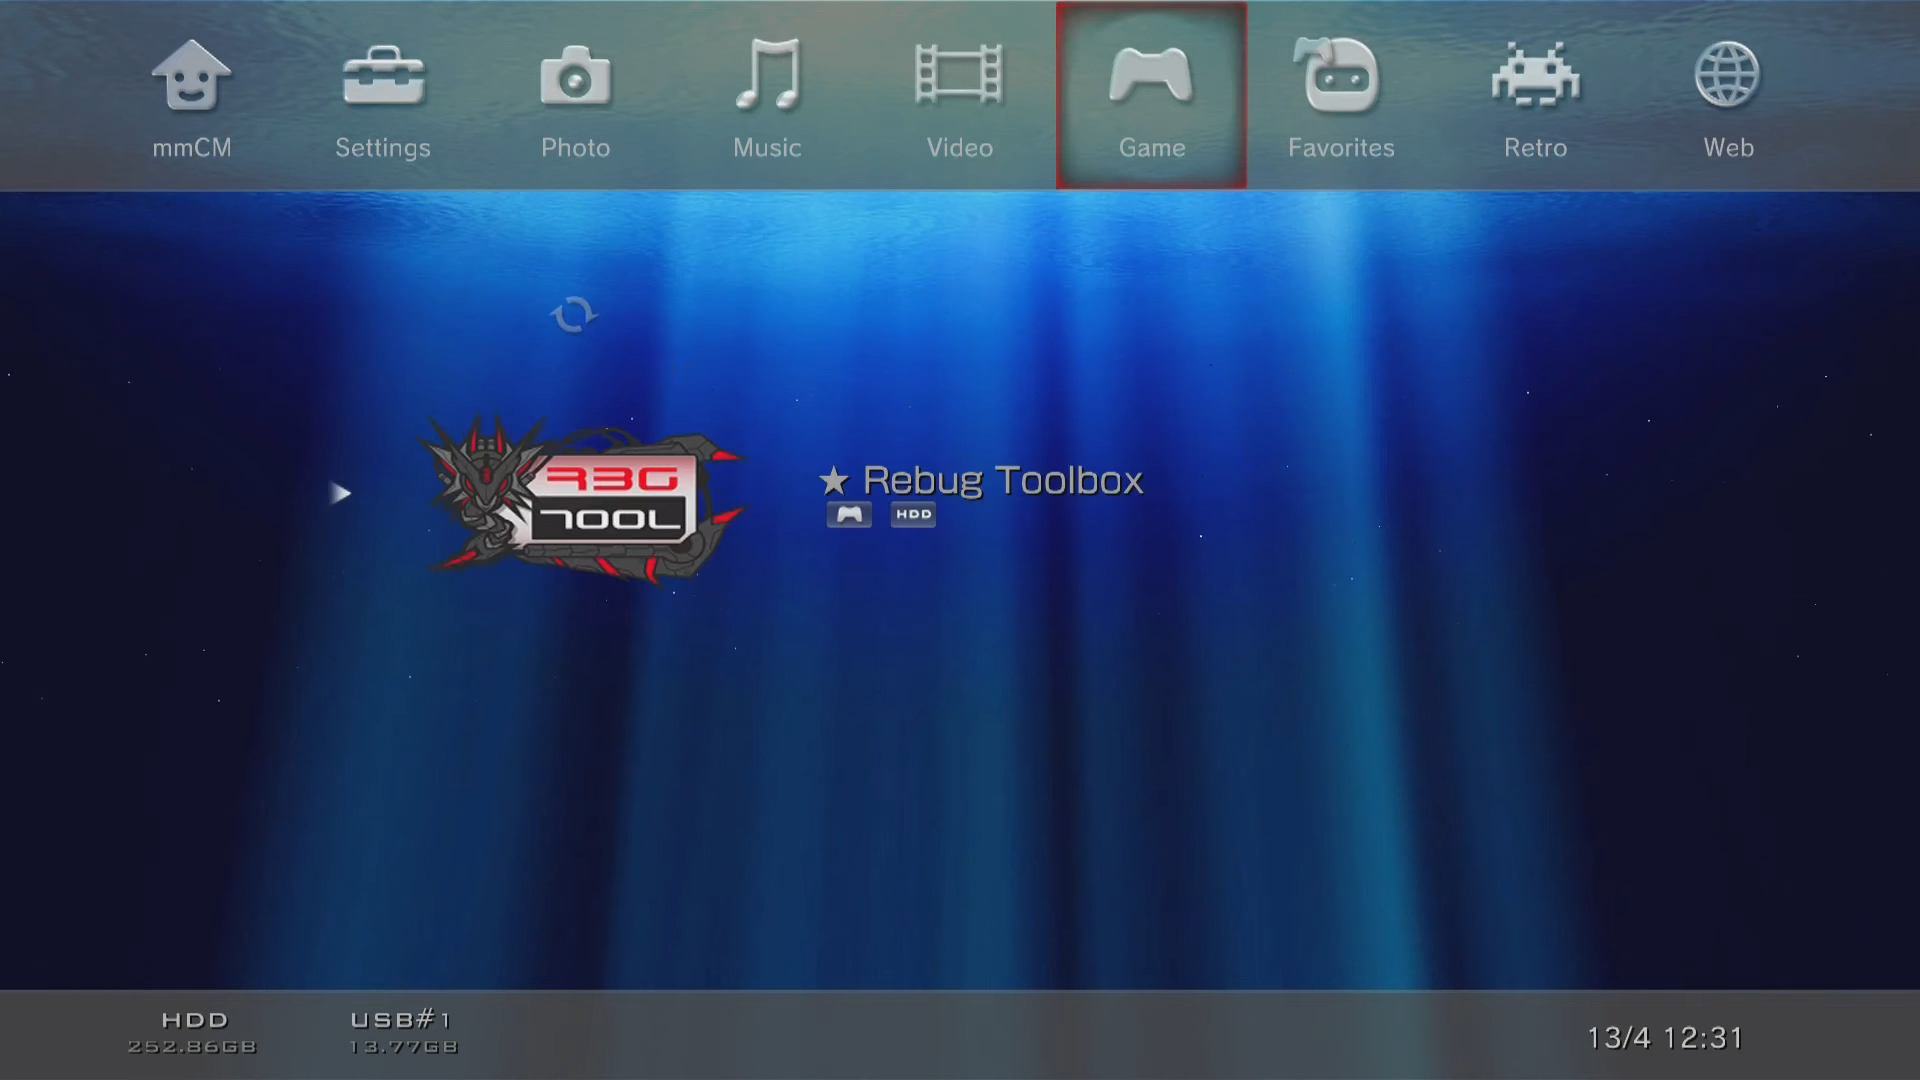 mmCM
Settings
Photo
Music
Video
Game
Favorites
Retro
Web
R3G
TOOL
★ Rebug Toolbox
HDD
HDD
252.86GB
USB#1
13.77GB
13/4 12:31